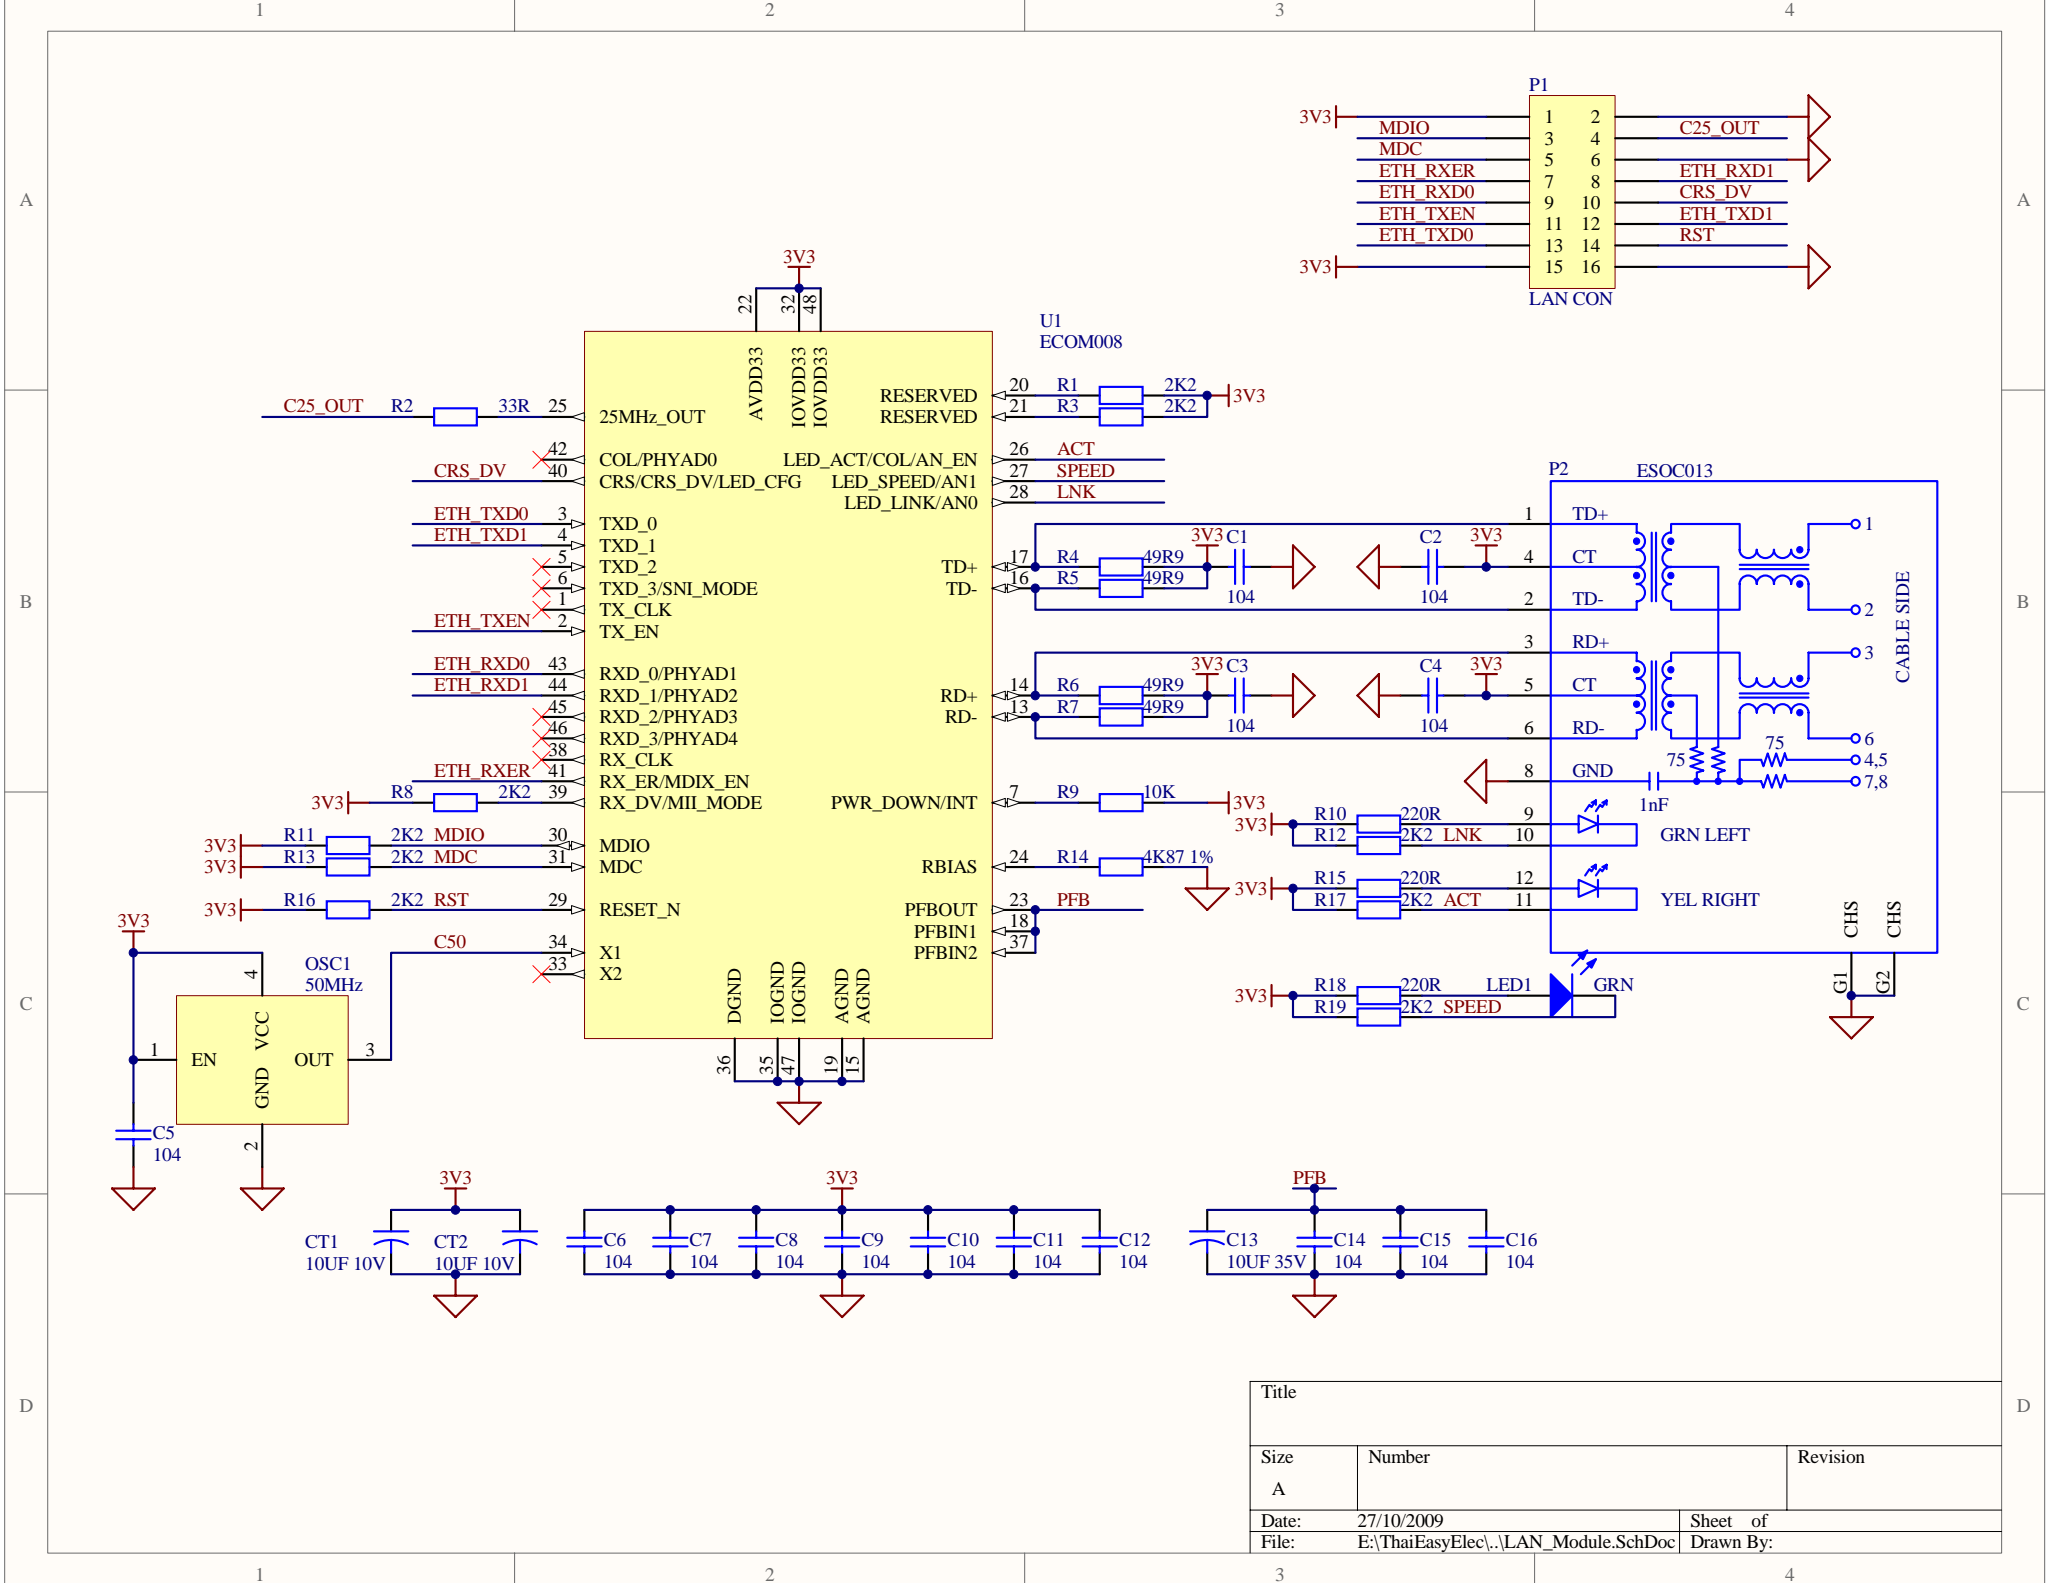 1 2 3 4
A A
B B
C C
D D
1 2 3 4
P1
3V3 1 2
MDIO 3 4 C25_OUT
MDC 5 6
ETH_RXER 7 8 ETH_RXD1
ETH_RXD0 9 10 CRS_DV
ETH_TXEN 11 12 ETH_TXD1
ETH_TXD0 13 14 RST
3V3 15 16
LAN CON
3V3
22 32 48
AVDD33 IOVDD33 IOVDD33
U1
ECOM008
C25_OUT R2 33R 25 25MHz_OUT
42 COL/PHYAD0
CRS_DV 40 CRS/CRS_DV/LED_CFG
ETH_TXD0 3 TXD_0
ETH_TXD1 4 TXD_1
5 TXD_2
6 TXD_3/SNI_MODE
1 TX_CLK
ETH_TXEN 2 TX_EN
ETH_RXD0 43 RXD_0/PHYAD1
ETH_RXD1 44 RXD_1/PHYAD2
45 RXD_2/PHYAD3
46 RXD_3/PHYAD4
38 RX_CLK
ETH_RXER 41 RX_ER/MDIX_EN
3V3 R8 2K2 39 RX_DV/MII_MODE
3V3 R11 2K2 MDIO 30 MDIO
3V3 R13 2K2 MDC 31 MDC
3V3 R16 2K2 RST 29 RESET_N
C50 34 X1
33 X2
RESERVED 20 R1 2K2 3V3
RESERVED 21 R3 2K2
LED_ACT/COL/AN_EN 26 ACT
LED_SPEED/AN1 27 SPEED
LED_LINK/AN0 28 LNK
TD+ 17 R4 49R9 3V3 C1 104
TD- 16 R5 49R9
C2 104 3V3
RD+ 14 R6 49R9 3V3 C3 104
RD- 13 R7 49R9
C4 104 3V3
PWR_DOWN/INT 7 R9 10K 3V3
RBIAS 24 R14 4K87 1%
PFBOUT 23 PFB
PFBIN1 18
PFBIN2 37
DGND IOGND IOGND AGND AGND
36 35 47 19 15
P2 ESOC013
1 TD+ 1
4 CT
2 TD- 2
3 RD+ 3
5 CT
6 RD- 6
75 75 4,5
8 GND 1nF 7,8
CABLE SIDE
3V3 R10 220R 9
R12 2K2 LNK 10 GRN LEFT
3V3 R15 220R 12
R17 2K2 ACT 11 YEL RIGHT
CHS CHS
G1 G2
3V3 R18 220R LED1 GRN
R19 2K2 SPEED
3V3
OSC1
50MHz
4 VCC
1 EN OUT 3
GND 2
C5
104
3V3
CT1 10UF 10V
CT2 10UF 10V
3V3
C6 C7 C8 C9 C10 C11 C12
104 104 104 104 104 104 104
PFB
C13 C14 C15 C16
10UF 35V 104 104 104
Title
Size Number Revision
A
Date: 27/10/2009 Sheet of
File: E:\ThaiEasyElec\..\LAN_Module.SchDoc Drawn By: